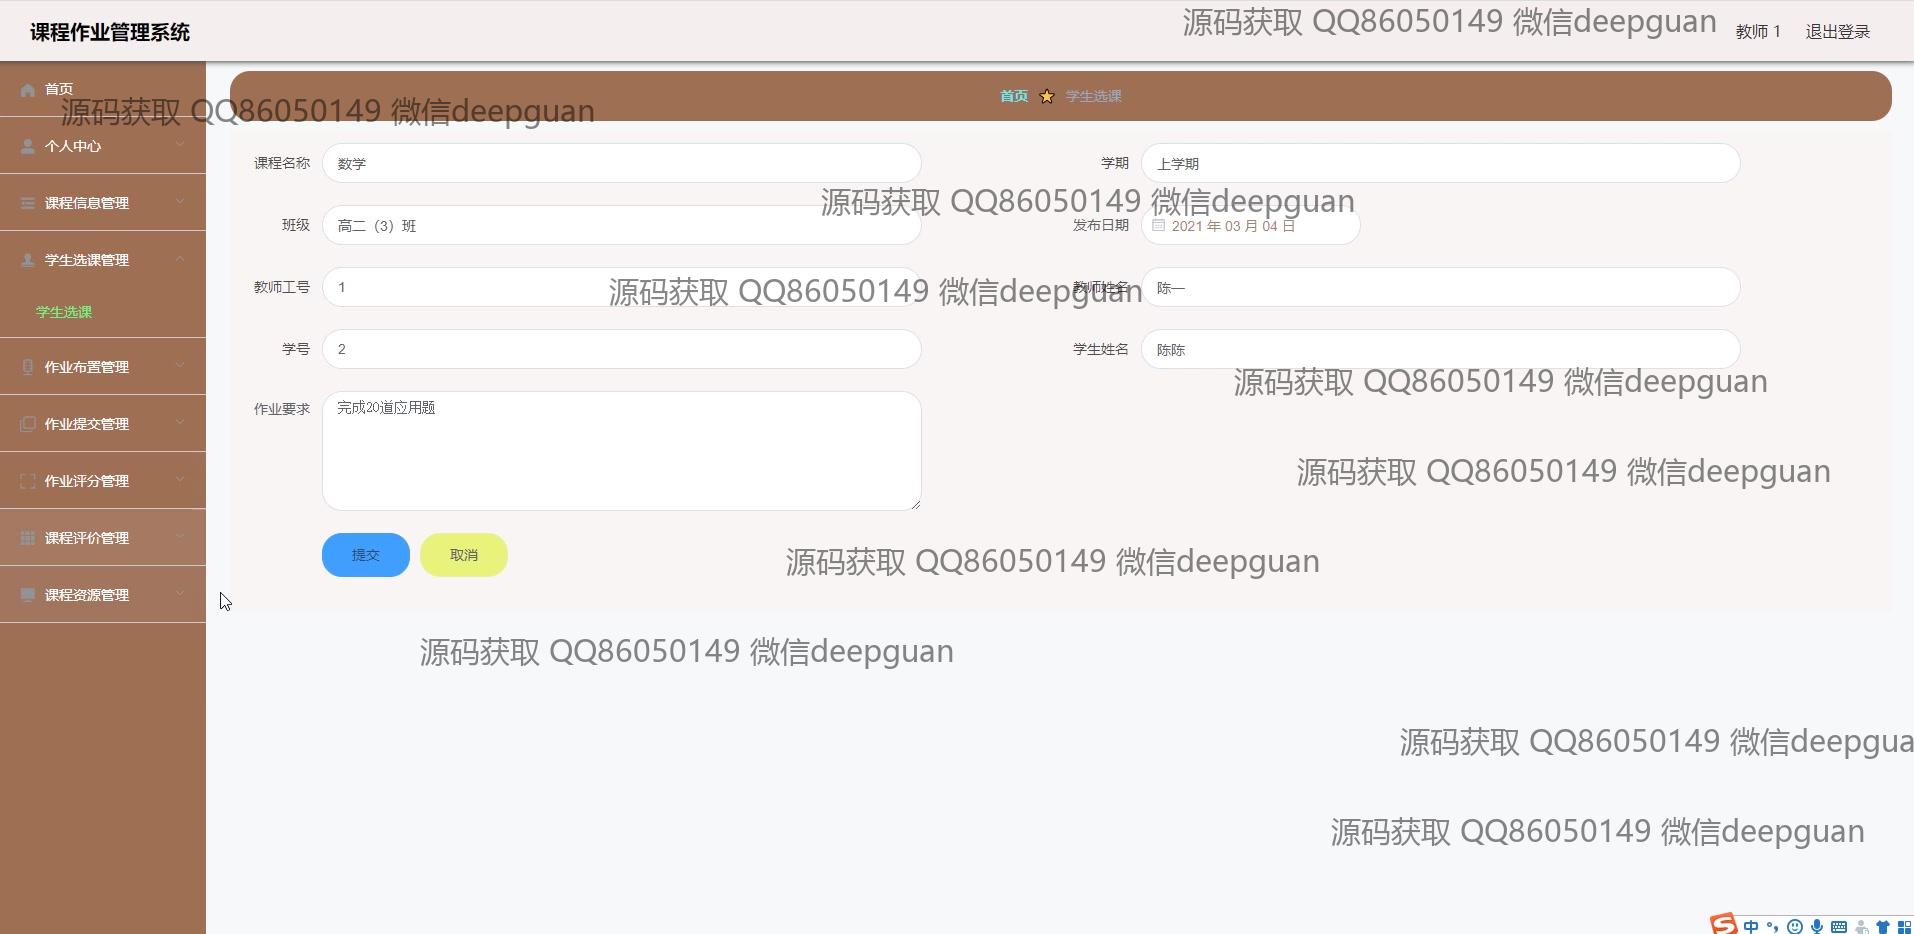 课程作业管理系统
源码获取 QQ86050149 微信deepguan
教师 1
退出登录
首页
源码获取 QQ86050149 微信deepguan
首页 学生选课
个人中心
课程信息管理
学生选课管理
学生选课
作业布置管理
作业提交管理
作业评分管理
课程评价管理
课程资源管理
课程名称 数学
学期 上学期
源码获取 QQ86050149 微信deepguan
班级 高二（3）班
发布日期 2021 年 03 月 04 日
教师工号 1
源码获取 QQ86050149 微信deepguan
教师姓名 陈一
学号 2
学生姓名 陈陈
源码获取 QQ86050149 微信deepguan
作业要求 完成20道应用题
源码获取 QQ86050149 微信deepguan
提交 取消
源码获取 QQ86050149 微信deepguan
源码获取 QQ86050149 微信deepguan
源码获取 QQ86050149 微信deepgua
源码获取 QQ86050149 微信deepguan
S 中